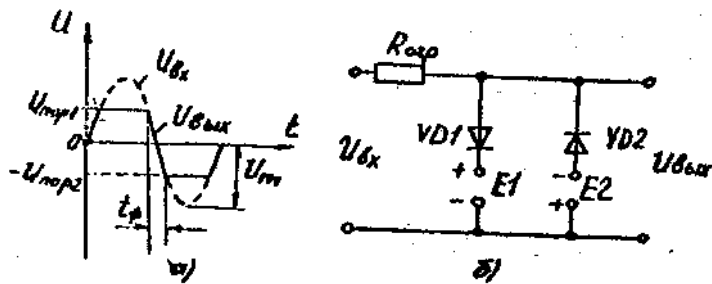 U
Uвх
Uпор1
Uвых
t
0
-Uпор2
Um
tф
а)
Rогр
VD1
VD2
Uвх
+
-
E1
-
+
E2
Uвых
б)